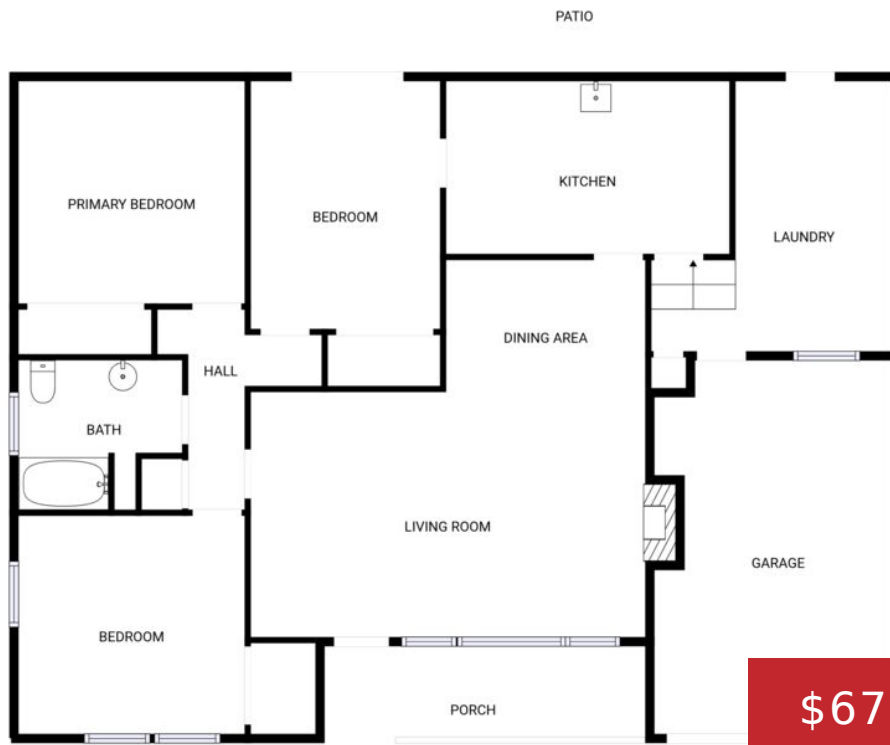 PATIO
PRIMARY BEDROOM
BEDROOM
KITCHEN
LAUNDRY
DINING AREA
HALL
BATH
LIVING ROOM
GARAGE
BEDROOM
PORCH
$67